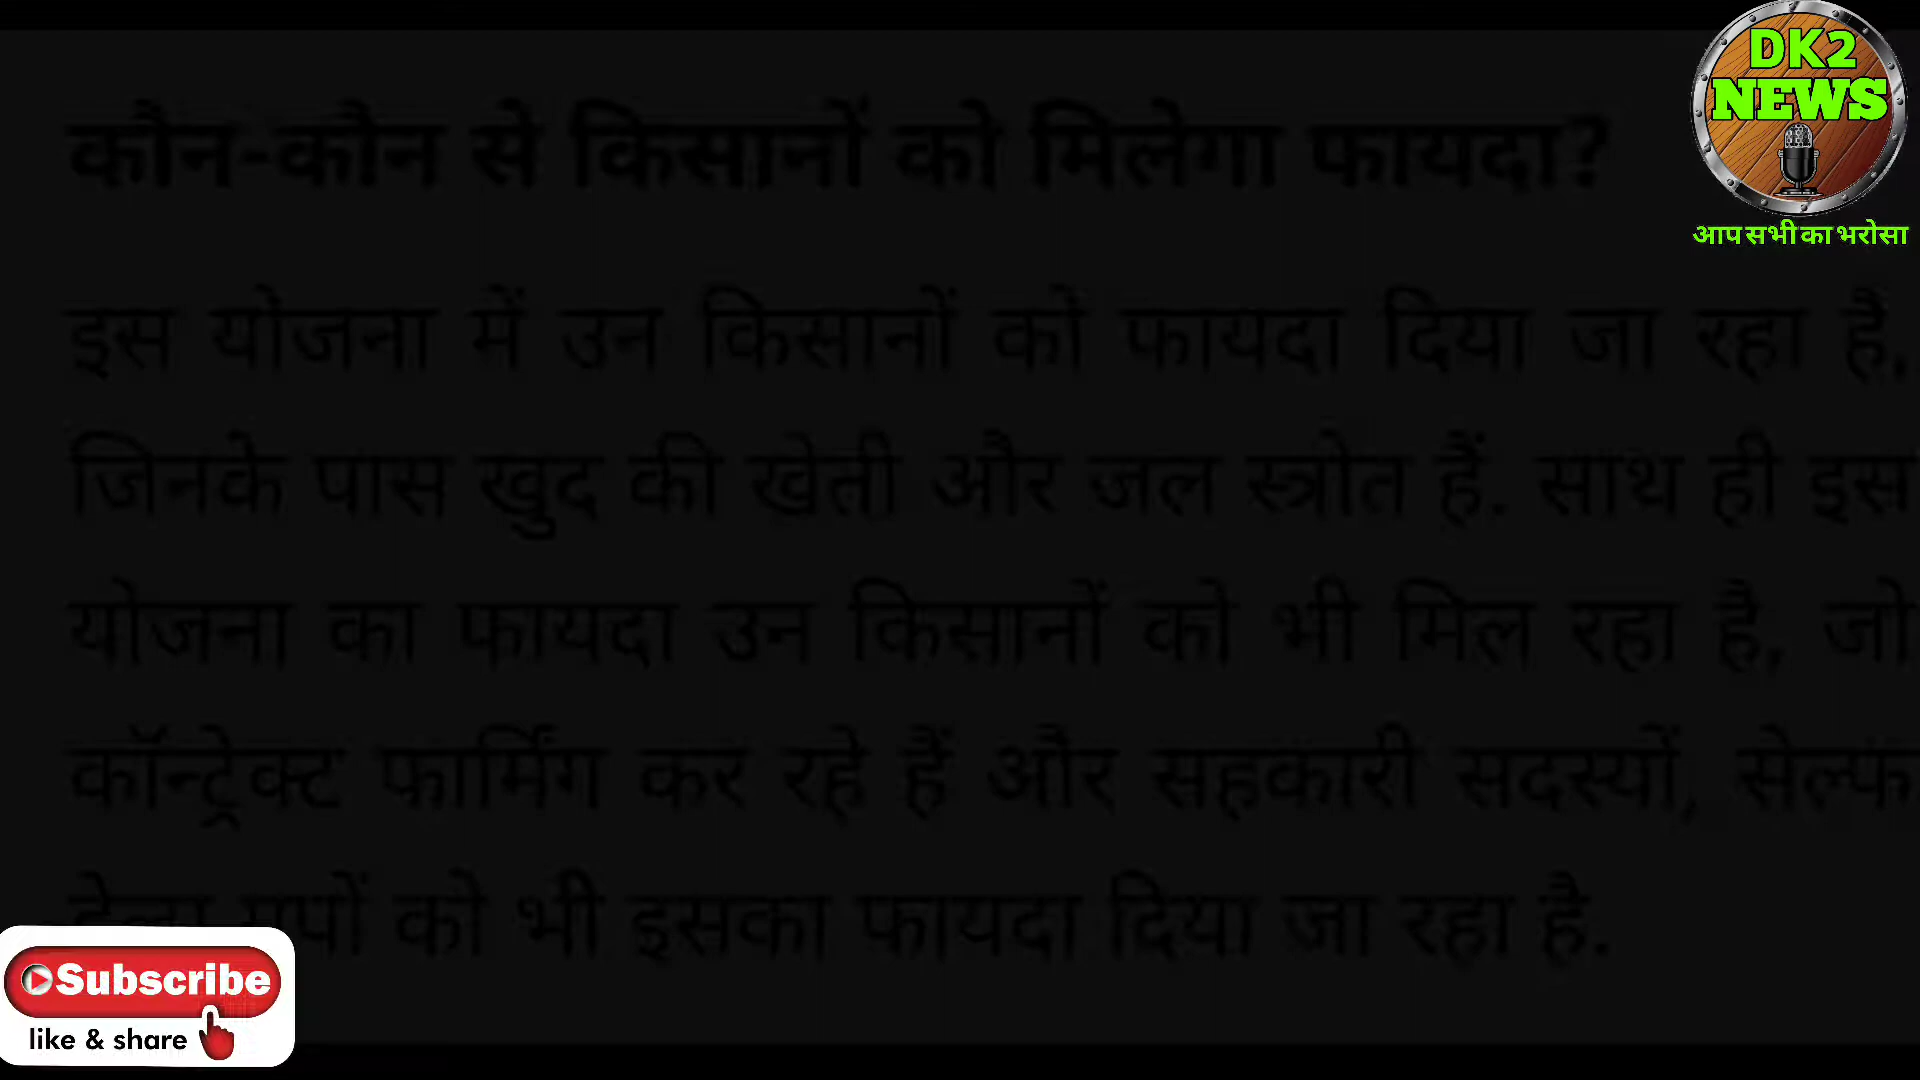 DK2
NEWS
आप सभी का भरोसा
कौन-कौन से किसानों को मिलेगा फायदा?
इस योजना में उन किसानों को फायदा दिया जा रहा है,
जिनके पास खुद की खेती और जल स्त्रोत हैं. साथ ही इस
योजना का फायदा उन किसानों को भी मिल रहा है, जो
कॉन्ट्रेक्ट फार्मिंग कर रहे हैं और सहकारी सदस्यों, सेल्फ
को भी इसका फायदा दिया जा रहा है.
Subscribe
like & share